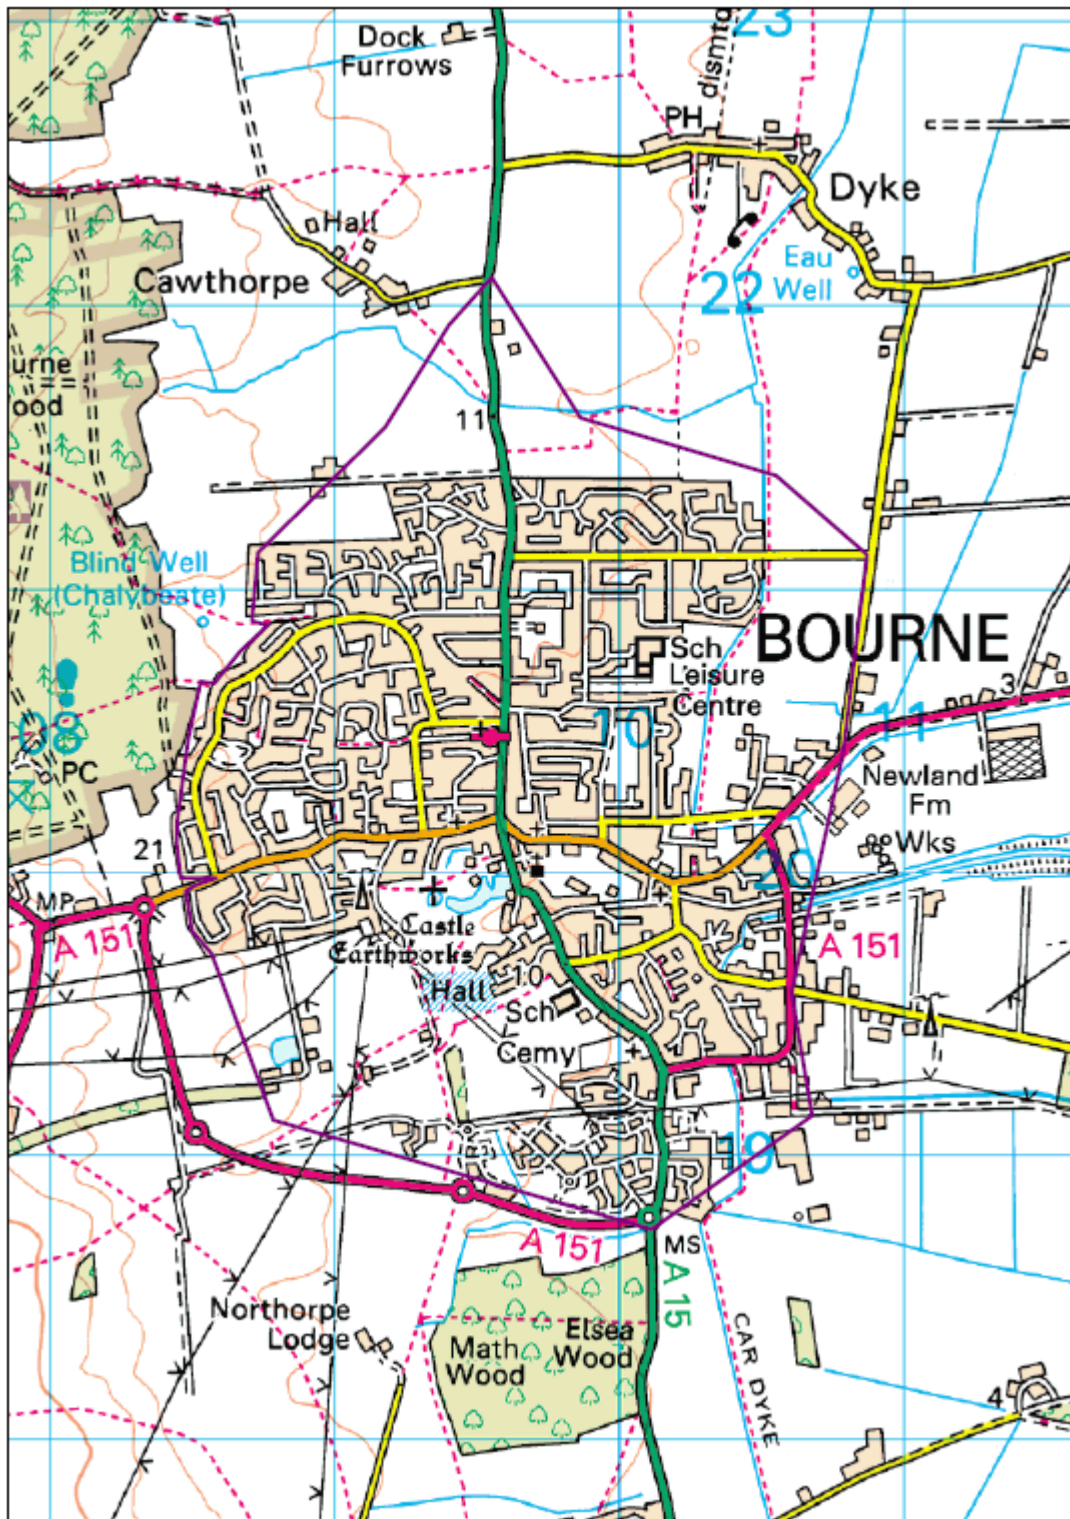 23
Dock
Furrows
dismtd
PH
Dyke
Hall
Eau
Well
Cawthorpe
22
urne
ood
11
Blind Well
(Chalybeate)
BOURNE
Sch
Leisure
Centre
3
10
11
08
PC
Newland
Fm
21
Wks
20
MP
A 151
Castle
Earthworks
A 151
10
Hall
Sch
Cemy
19
A 151
MS
A 15
Northorpe
Lodge
Elsea
Wood
Math
Wood
CAR DYKE
4